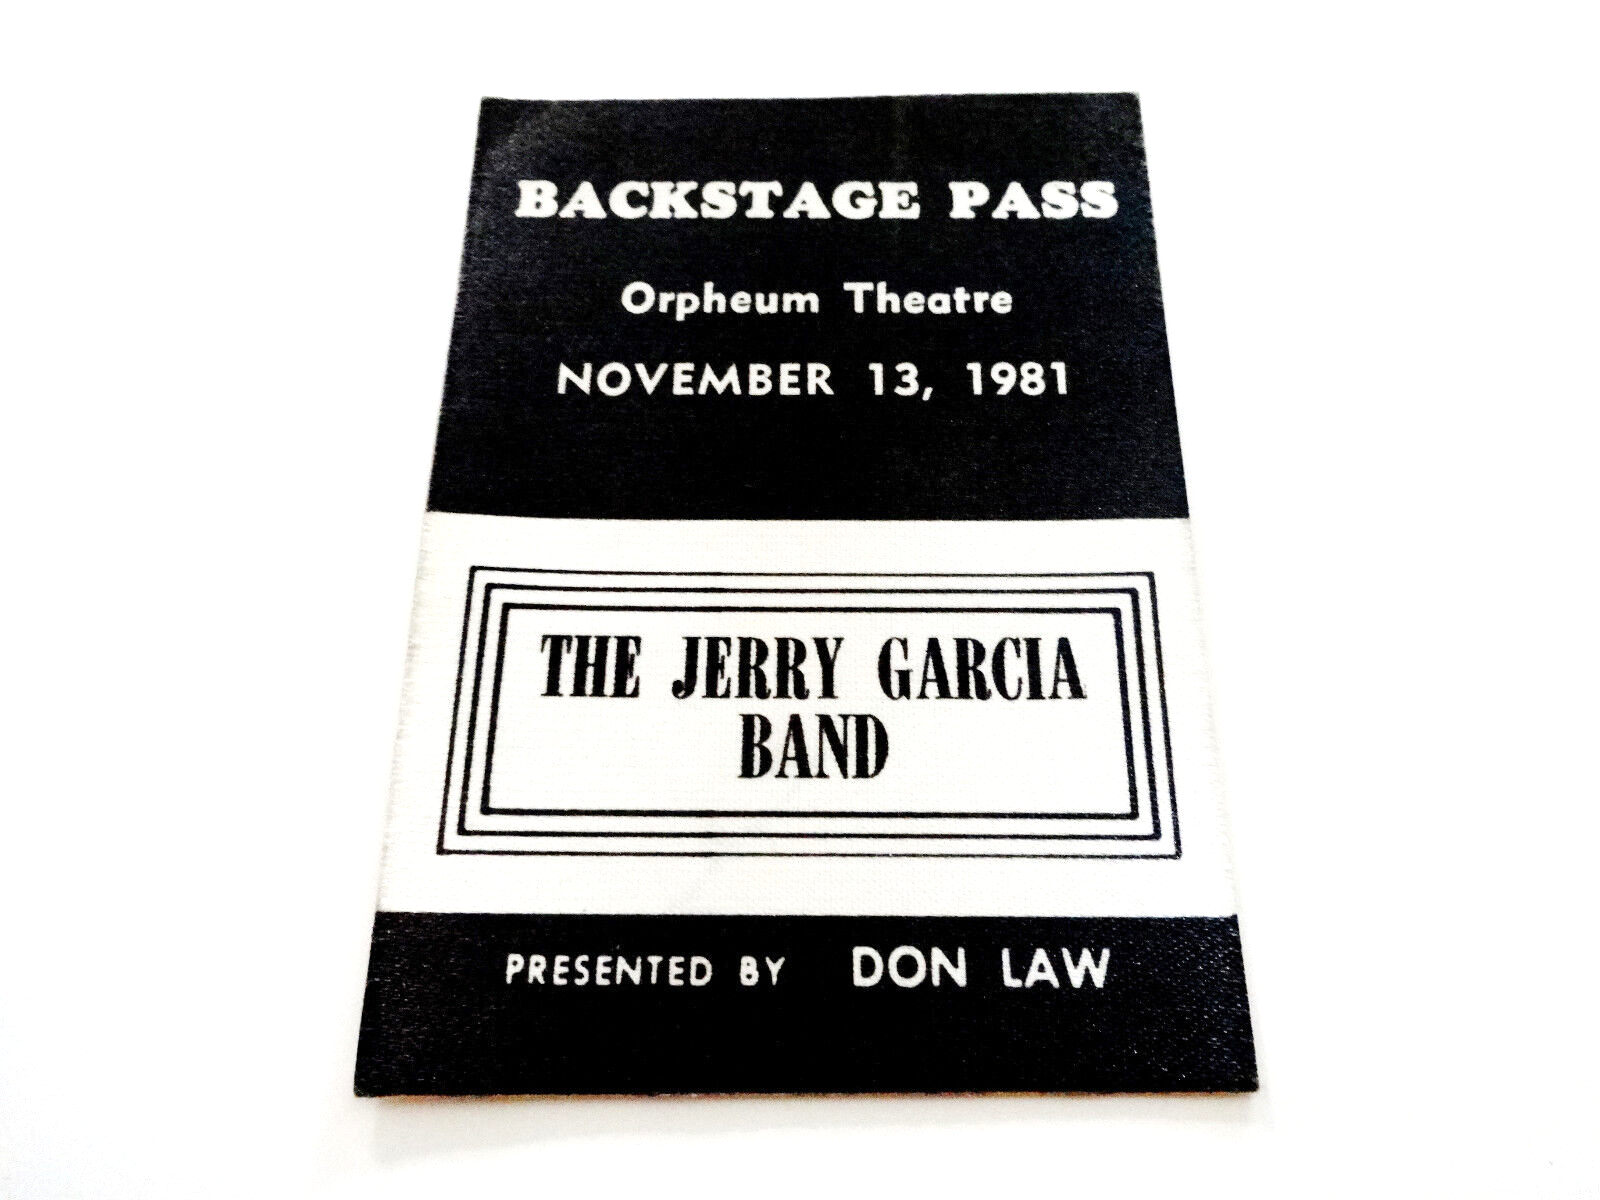 BACKSTAGE PASS
Orpheum Theatre
NOVEMBER 13, 1981
THE JERRY GARCIA
BAND
PRESENTED BY DON LAW